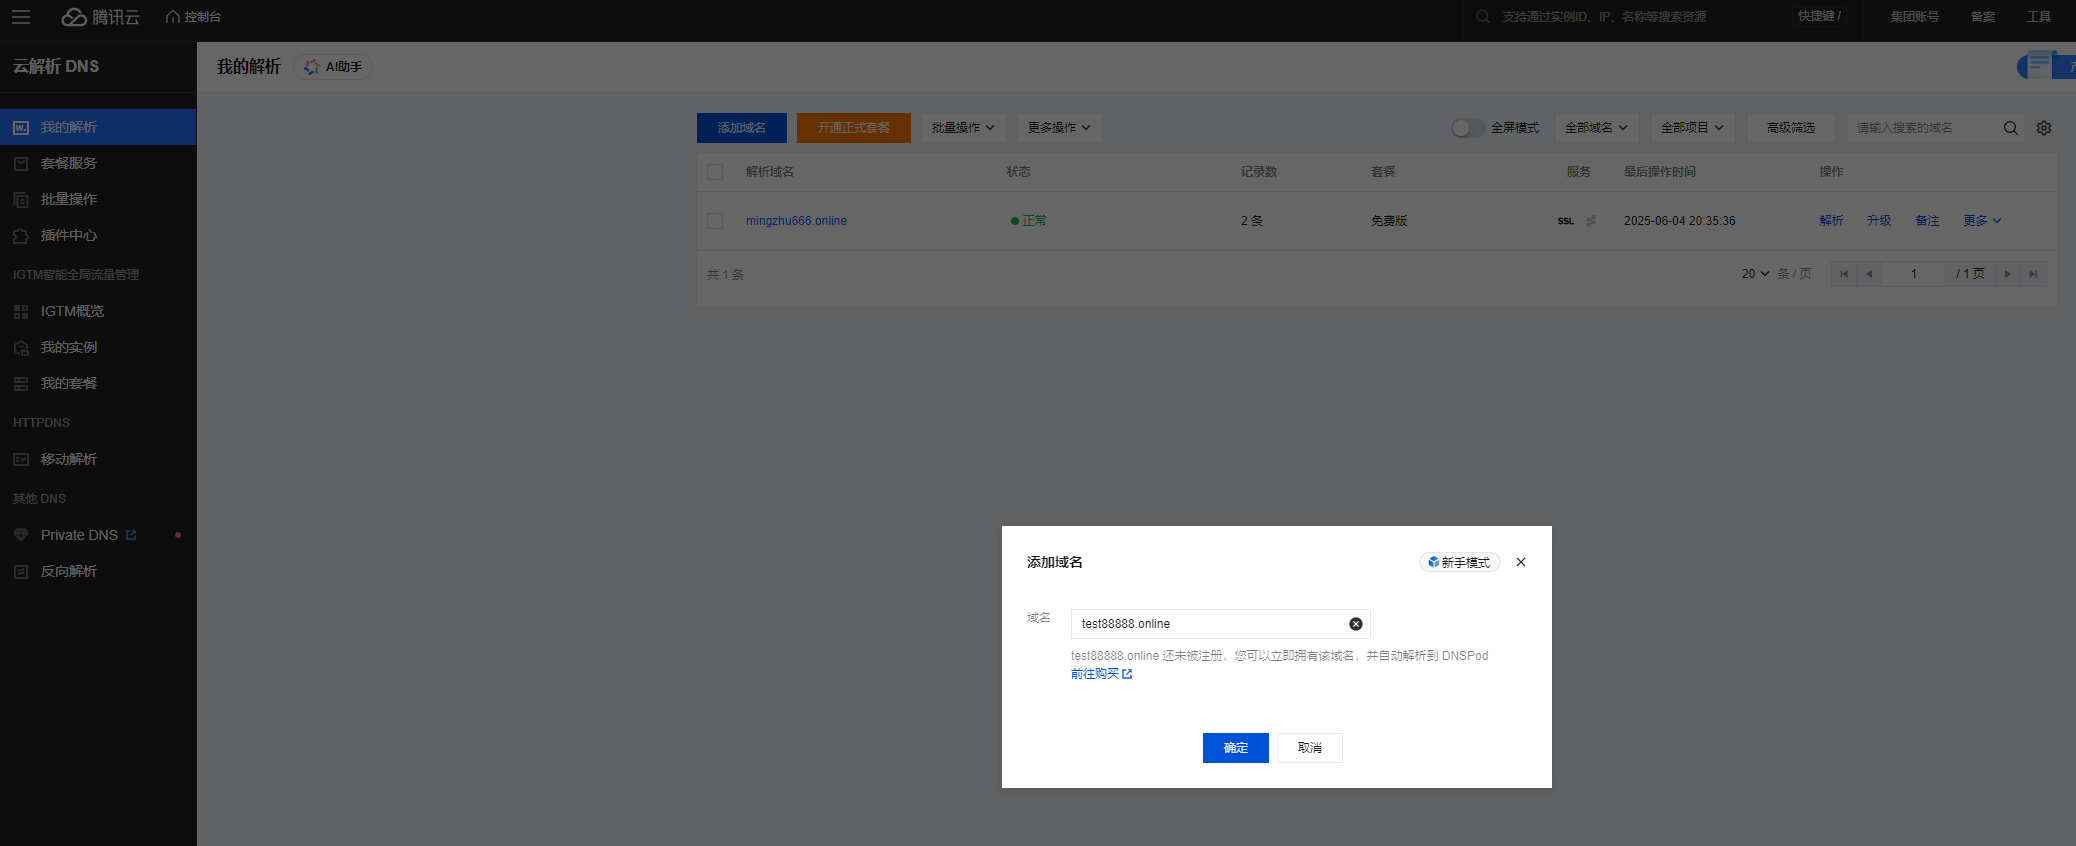 腾讯云
控制台
支持通过实例ID、IP、名称等搜索资源
快捷键 /
集团账号
备案
工具
云解析 DNS
我的解析
套餐服务
批量操作
插件中心
IGTM智能全局流量管理
IGTM概览
我的实例
我的套餐
HTTPDNS
移动解析
其他 DNS
Private DNS
反向解析
我的解析
AI助手
添加域名
开通正式套餐
批量操作
更多操作
全屏模式
全部域名
全部项目
高级筛选
请输入搜索的域名
解析域名 状态 记录数 套餐 服务 最后操作时间 操作
mingzhu666.online 正常 2 条 免费版 SSL 2025-06-04 20:35:36 解析 升级 备注 更多
共 1 条
20 条 / 页
1 / 1 页
添加域名
新手模式
域名
test88888.online
test88888.online 还未被注册，您可以立即拥有该域名，并自动解析到 DNSPod
前往购买
确定
取消